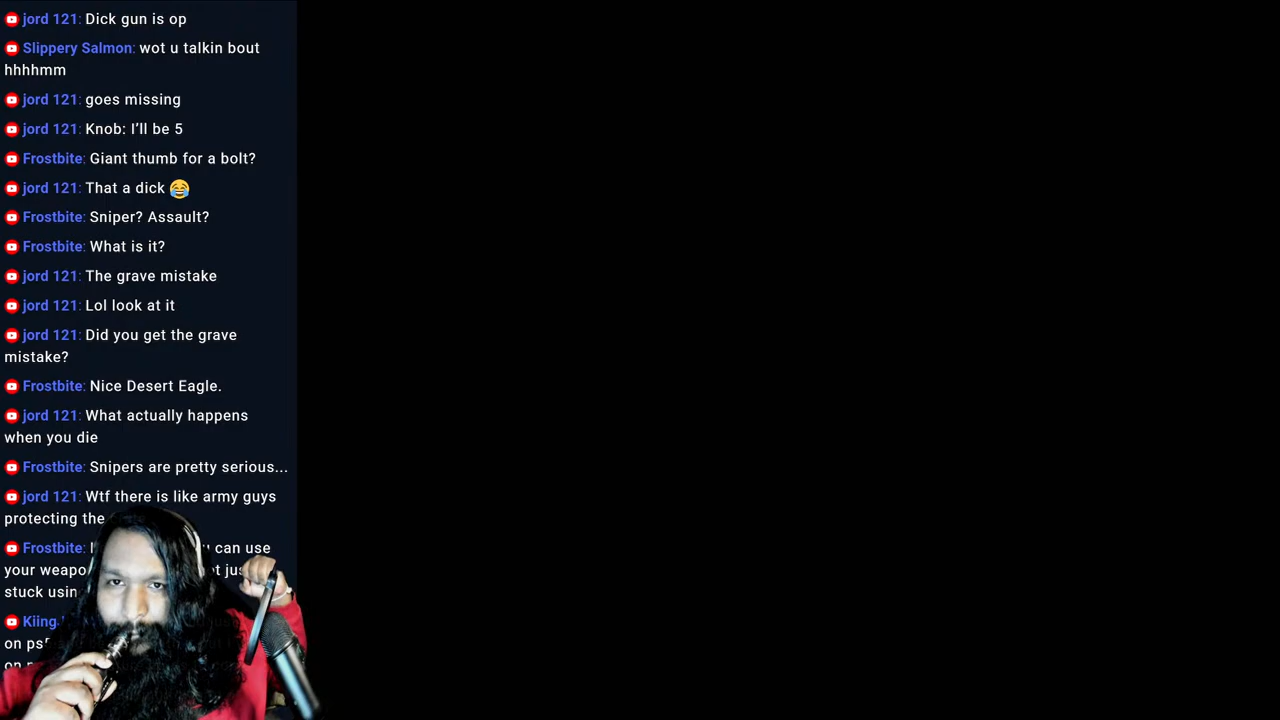 jord 121: Dick gun is op
Slippery Salmon: wot u talkin bout
hhhhmm
jord 121: goes missing
jord 121: Knob: I’ll be 5
Frostbite: Giant thumb for a bolt?
jord 121: That a dick 😂
Frostbite: Sniper? Assault?
Frostbite: What is it?
jord 121: The grave mistake
jord 121: Lol look at it
jord 121: Did you get the grave
mistake?
Frostbite: Nice Desert Eagle.
jord 121: What actually happens
when you die
Frostbite: Snipers are pretty serious...
jord 121: Wtf there is like army guys
protecting the
Frostbite: can use
your
stuck
on
on